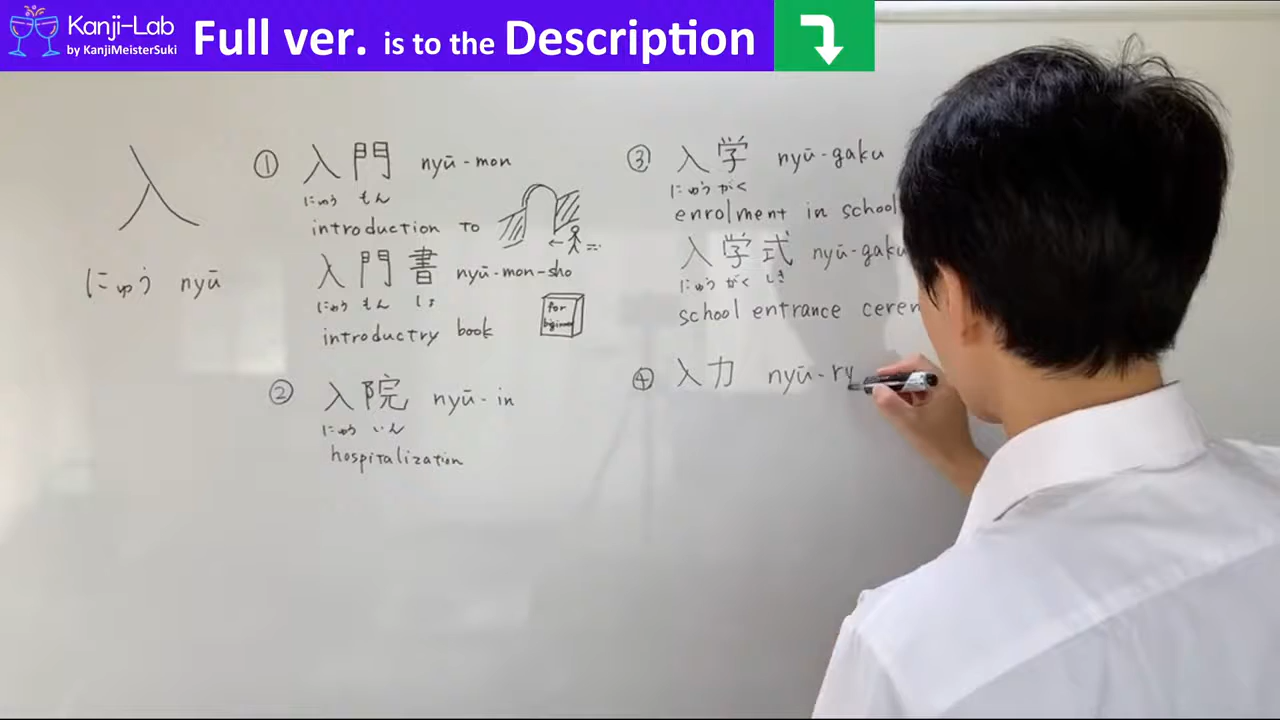 Kanji-Lab
by KanjiMeisterSuki
Full ver. is to the Description
入
にゅう nyū
① 入門 nyū-mon
にゅう もん
introduction to
入門書 nyū-mon-sho
にゅう もん しょ
introductry book
for
② 入院 nyū-in
にゅう いん
hospitalization
③ 入学 nyū-gaku
にゅう がく
enrolment in school
入学式 nyū-gaku
にゅう がく しき
school entrance cerem
④ 入力 nyū-ry